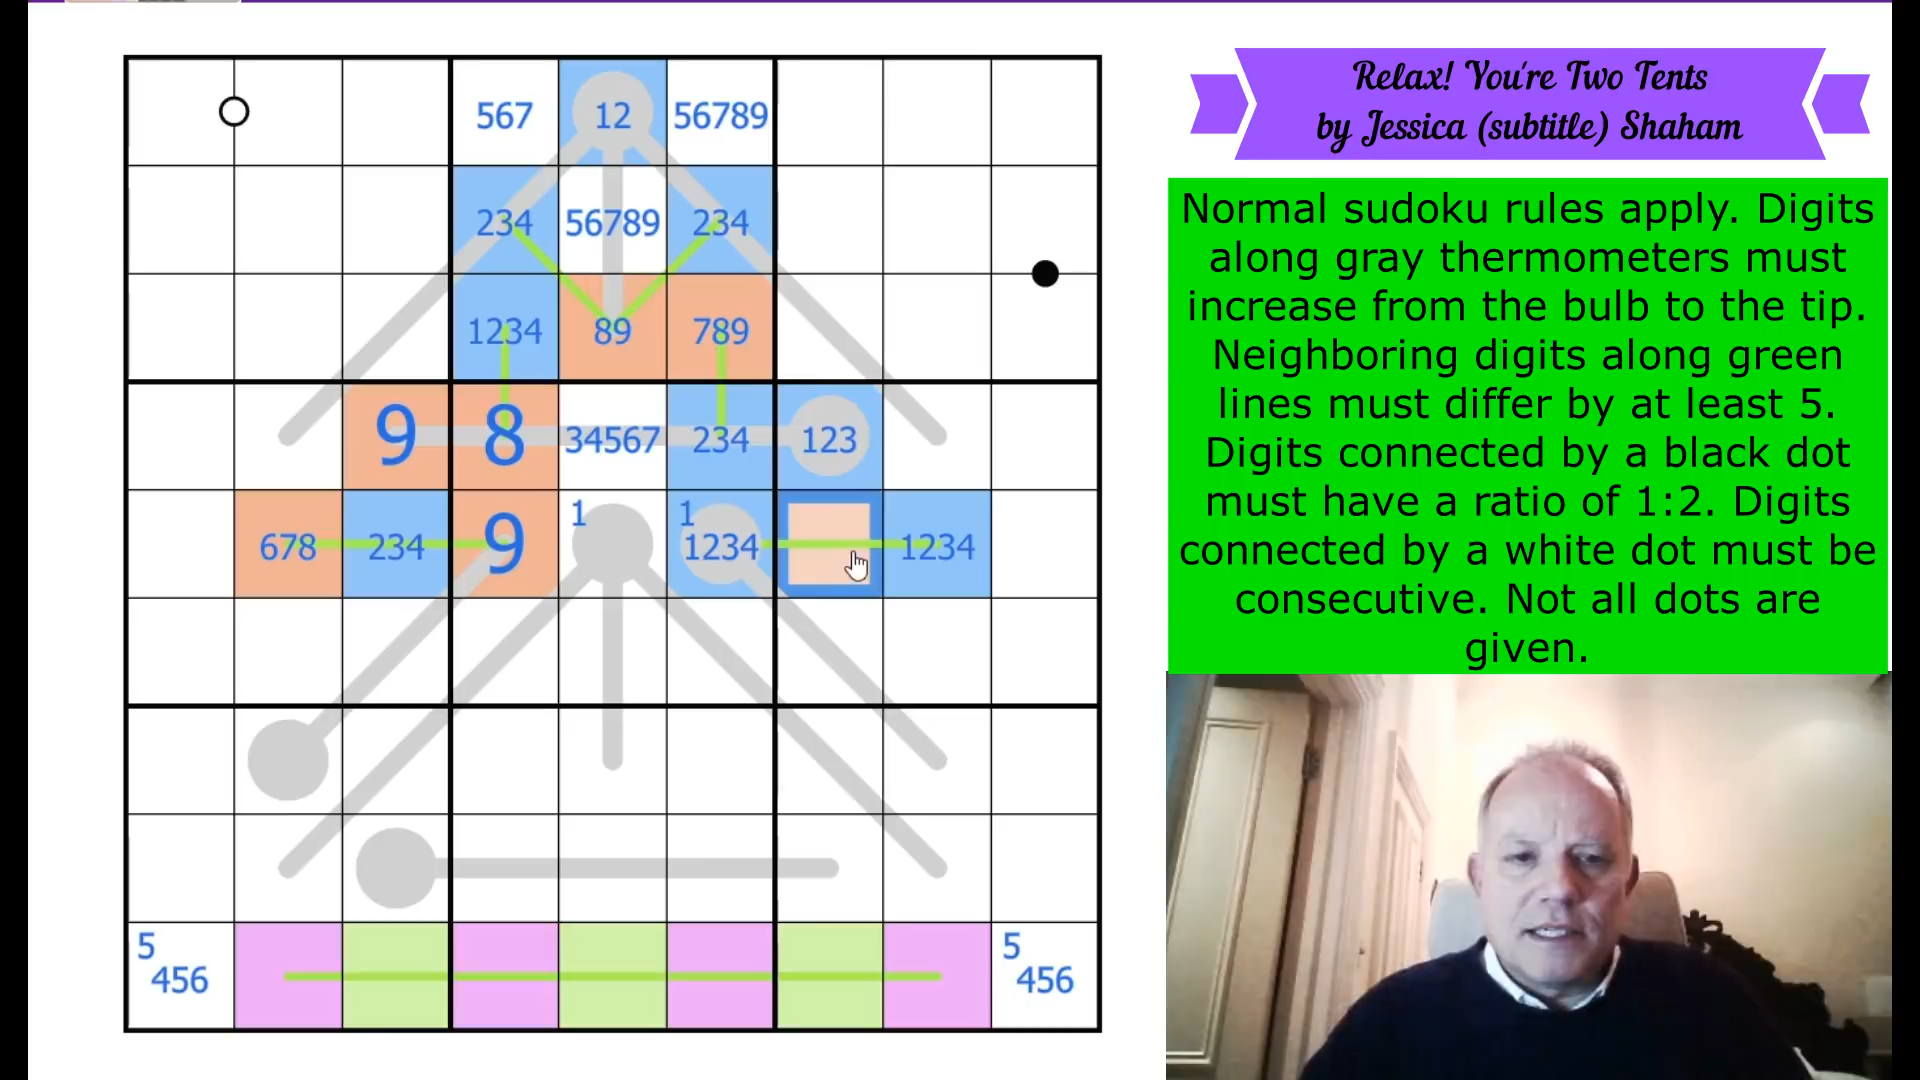 Relax! You're Two Tents
by Jessica (subtitle) Shaham
Normal sudoku rules apply. Digits
along gray thermometers must
increase from the bulb to the tip.
Neighboring digits along green
lines must differ by at least 5.
Digits connected by a black dot
must have a ratio of 1:2. Digits
connected by a white dot must be
consecutive. Not all dots are
given.
567 12 56789
234 56789 234
1234 89 789
9 8 34567 234 123
678 234 9 1 1 1234 1234
5 456 5 456